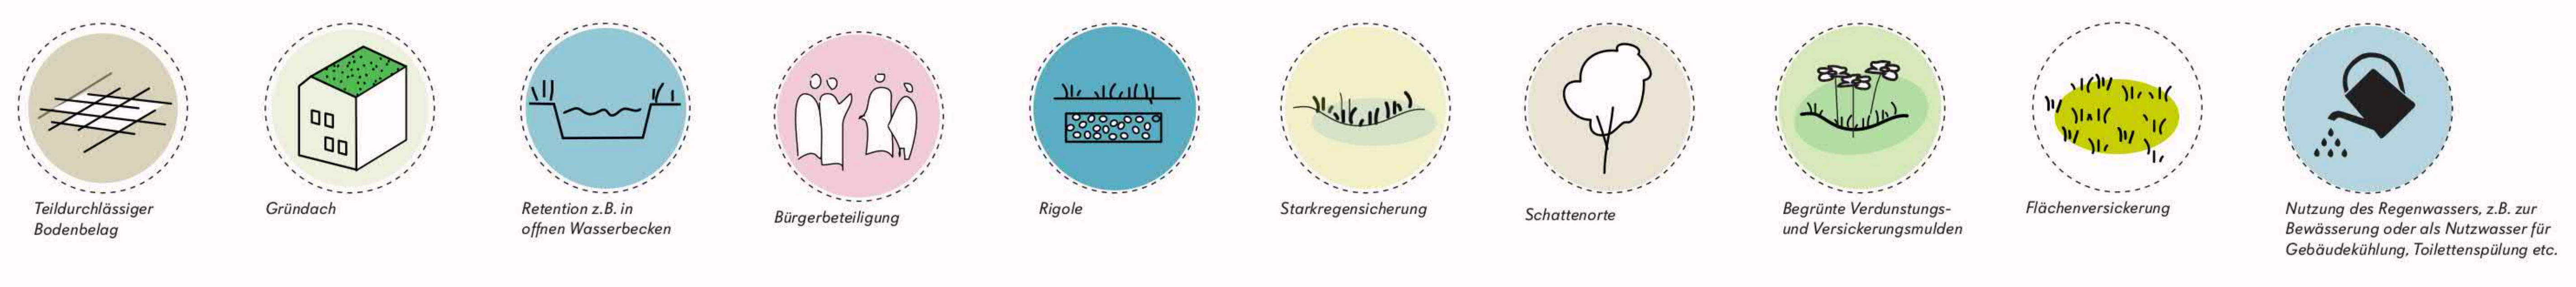 Teildurchlässiger
Bodenbelag
Gründach
Retention z.B. in
offnen Wasserbecken
Bürgerbeteiligung
Rigole
Starkregensicherung
Schattenorte
Begrünte Verdunstungs-
und Versickerungsmulden
Flächenversickerung
Nutzung des Regenwassers, z.B. zur
Bewässerung oder als Nutzwasser für
Gebäudekühlung, Toilettenspülung etc.